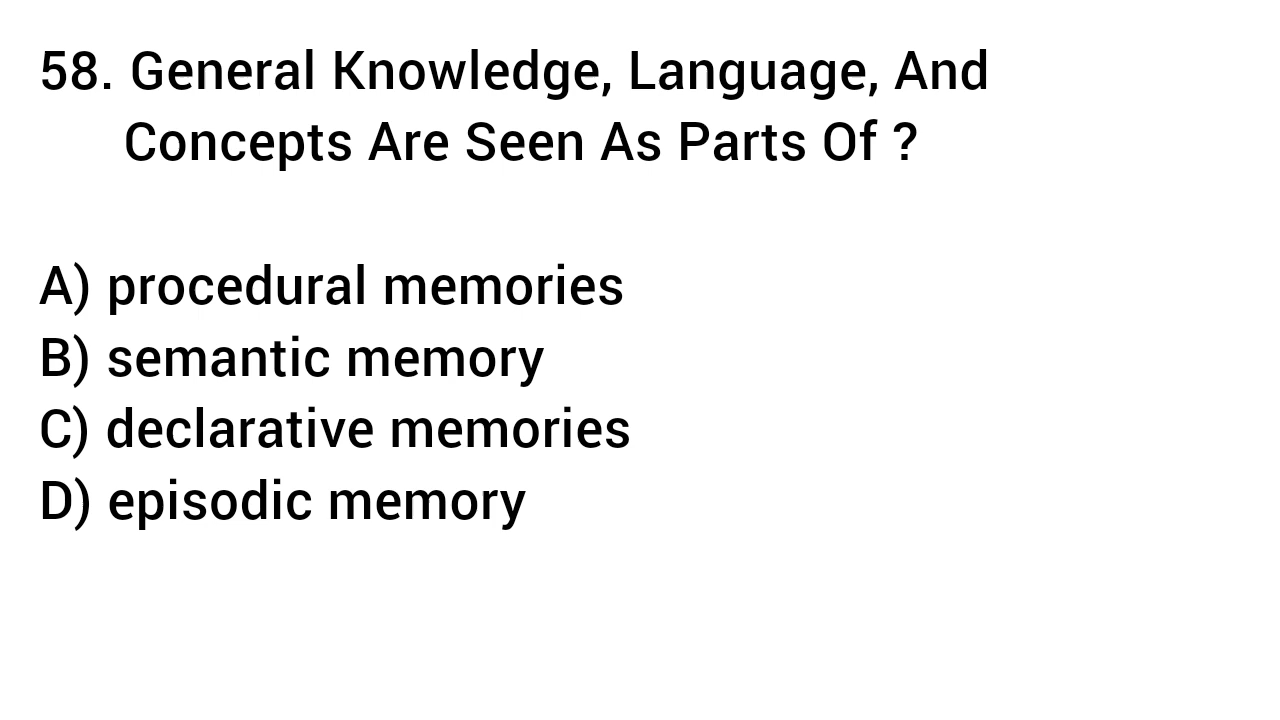 58. General Knowledge, Language, And
Concepts Are Seen As Parts Of ?
A) procedural memories
B) semantic memory
C) declarative memories
D) episodic memory